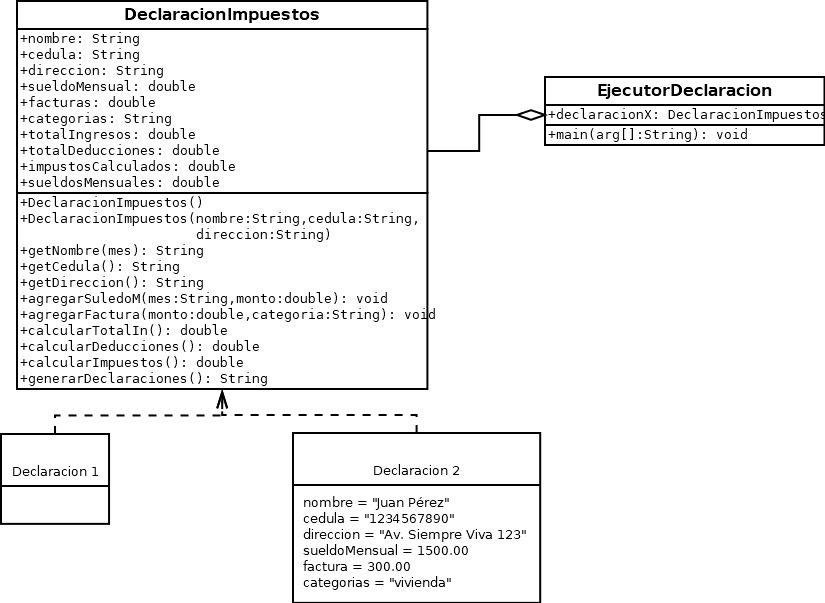 DeclaracionImpuestos
+nombre: String
+cedula: String
+direccion: String
+sueldoMensual: double
+facturas: double
+categorias: String
+totalIngresos: double
+totalDeducciones: double
+impustosCalculados: double
+sueldosMensuales: double
+DeclaracionImpuestos()
+DeclaracionImpuestos(nombre:String,cedula:String,
direccion:String)
+getNombre(mes): String
+getCedula(): String
+getDireccion(): String
+agregarSuledoM(mes:String,monto:double): void
+agregarFactura(monto:double,categoria:String): void
+calcularTotalIn(): double
+calcularDeducciones(): double
+calcularImpuestos(): double
+generarDeclaraciones(): String
EjecutorDeclaracion
+declaracionX: DeclaracionImpuestos
+main(arg[]:String): void
Declaracion 1
Declaracion 2
nombre = "Juan Pérez"
cedula = "1234567890"
direccion = "Av. Siempre Viva 123"
sueldoMensual = 1500.00
factura = 300.00
categorias = "vivienda"